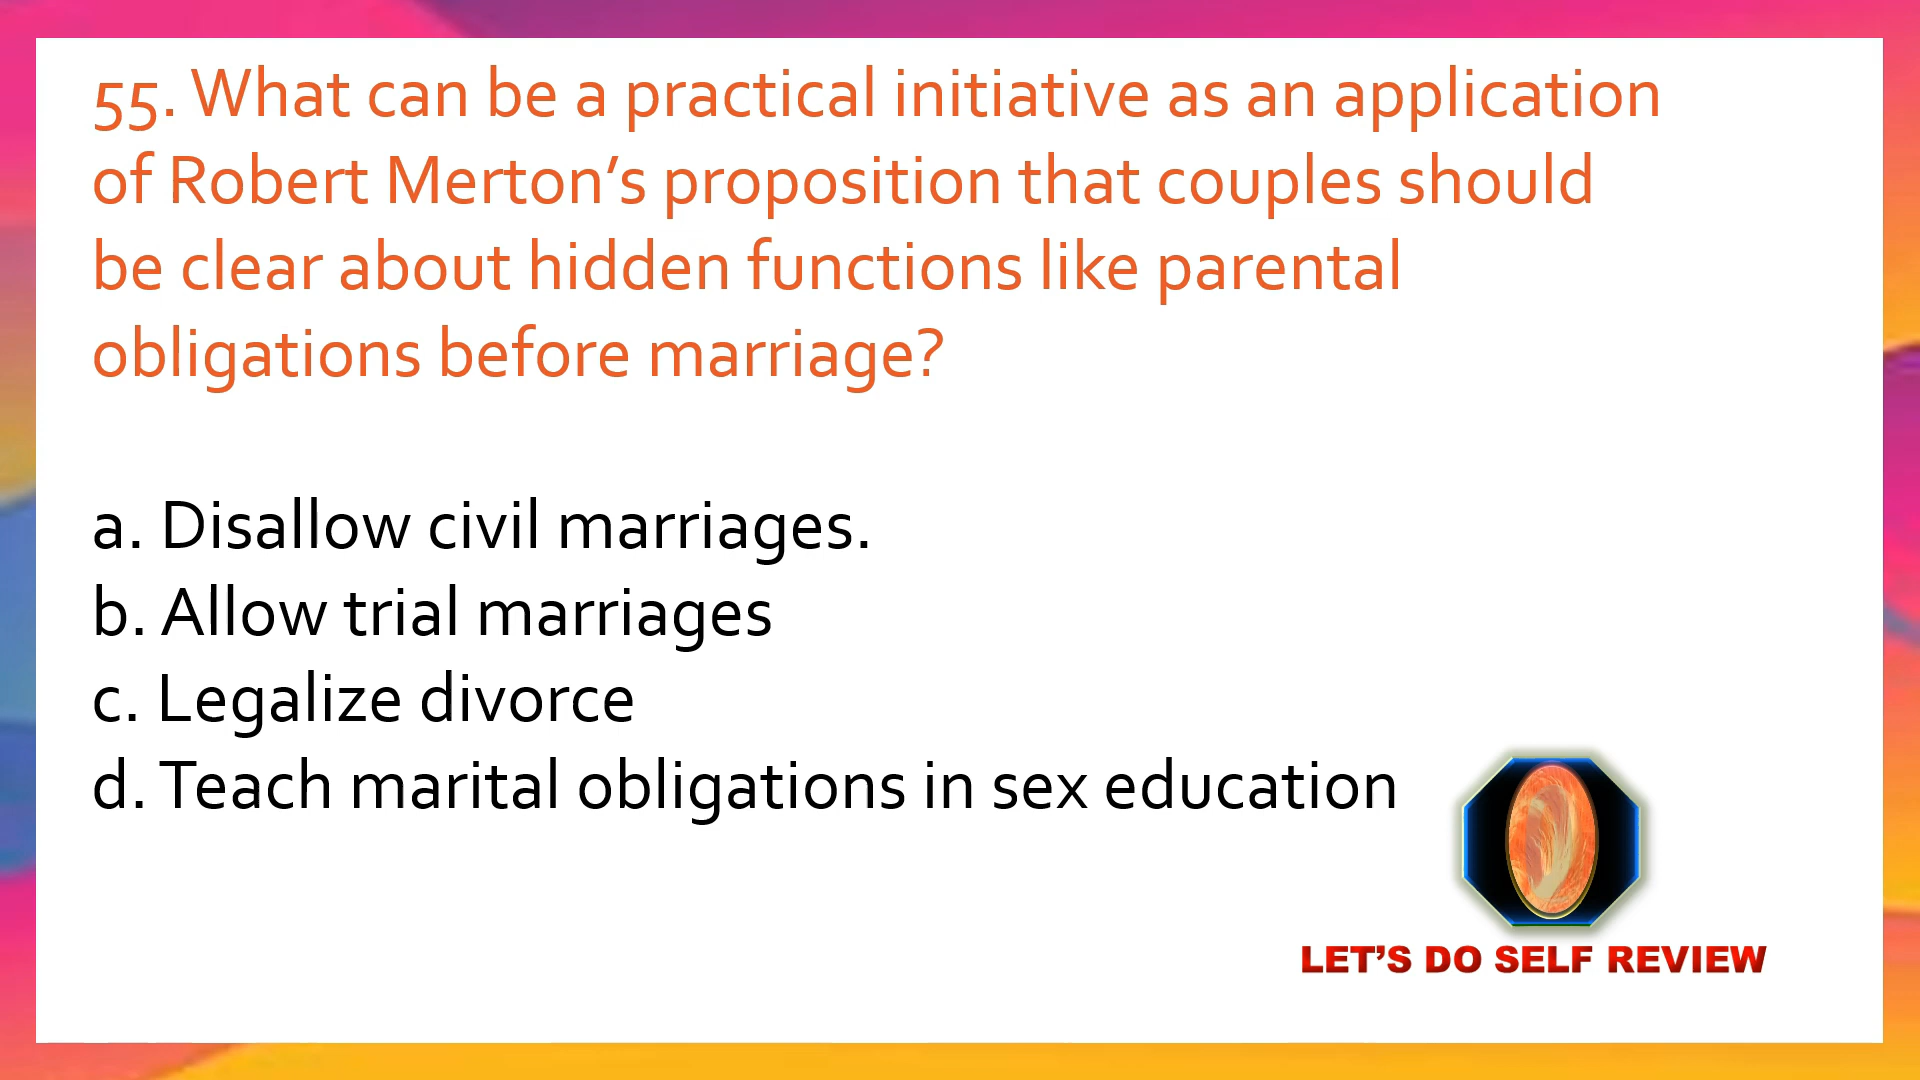 55. What can be a practical initiative as an application
of Robert Merton’s proposition that couples should
be clear about hidden functions like parental
obligations before marriage?
a. Disallow civil marriages.
b. Allow trial marriages
c. Legalize divorce
d. Teach marital obligations in sex education
LET’S DO SELF REVIEW